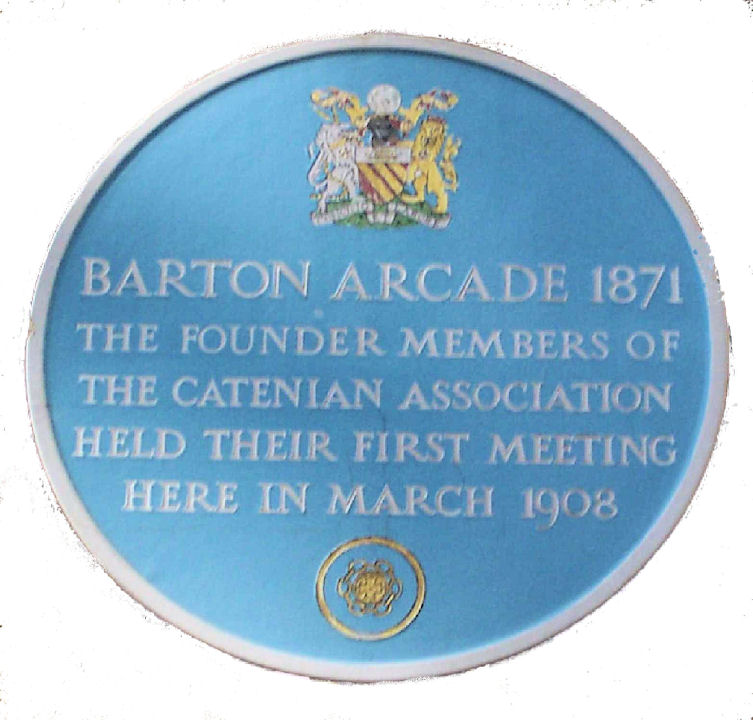 BARTON ARCADE 1871
THE FOUNDER MEMBERS OF
THE CATENIAN ASSOCIATION
HELD THEIR FIRST MEETING
HERE IN MARCH 1908